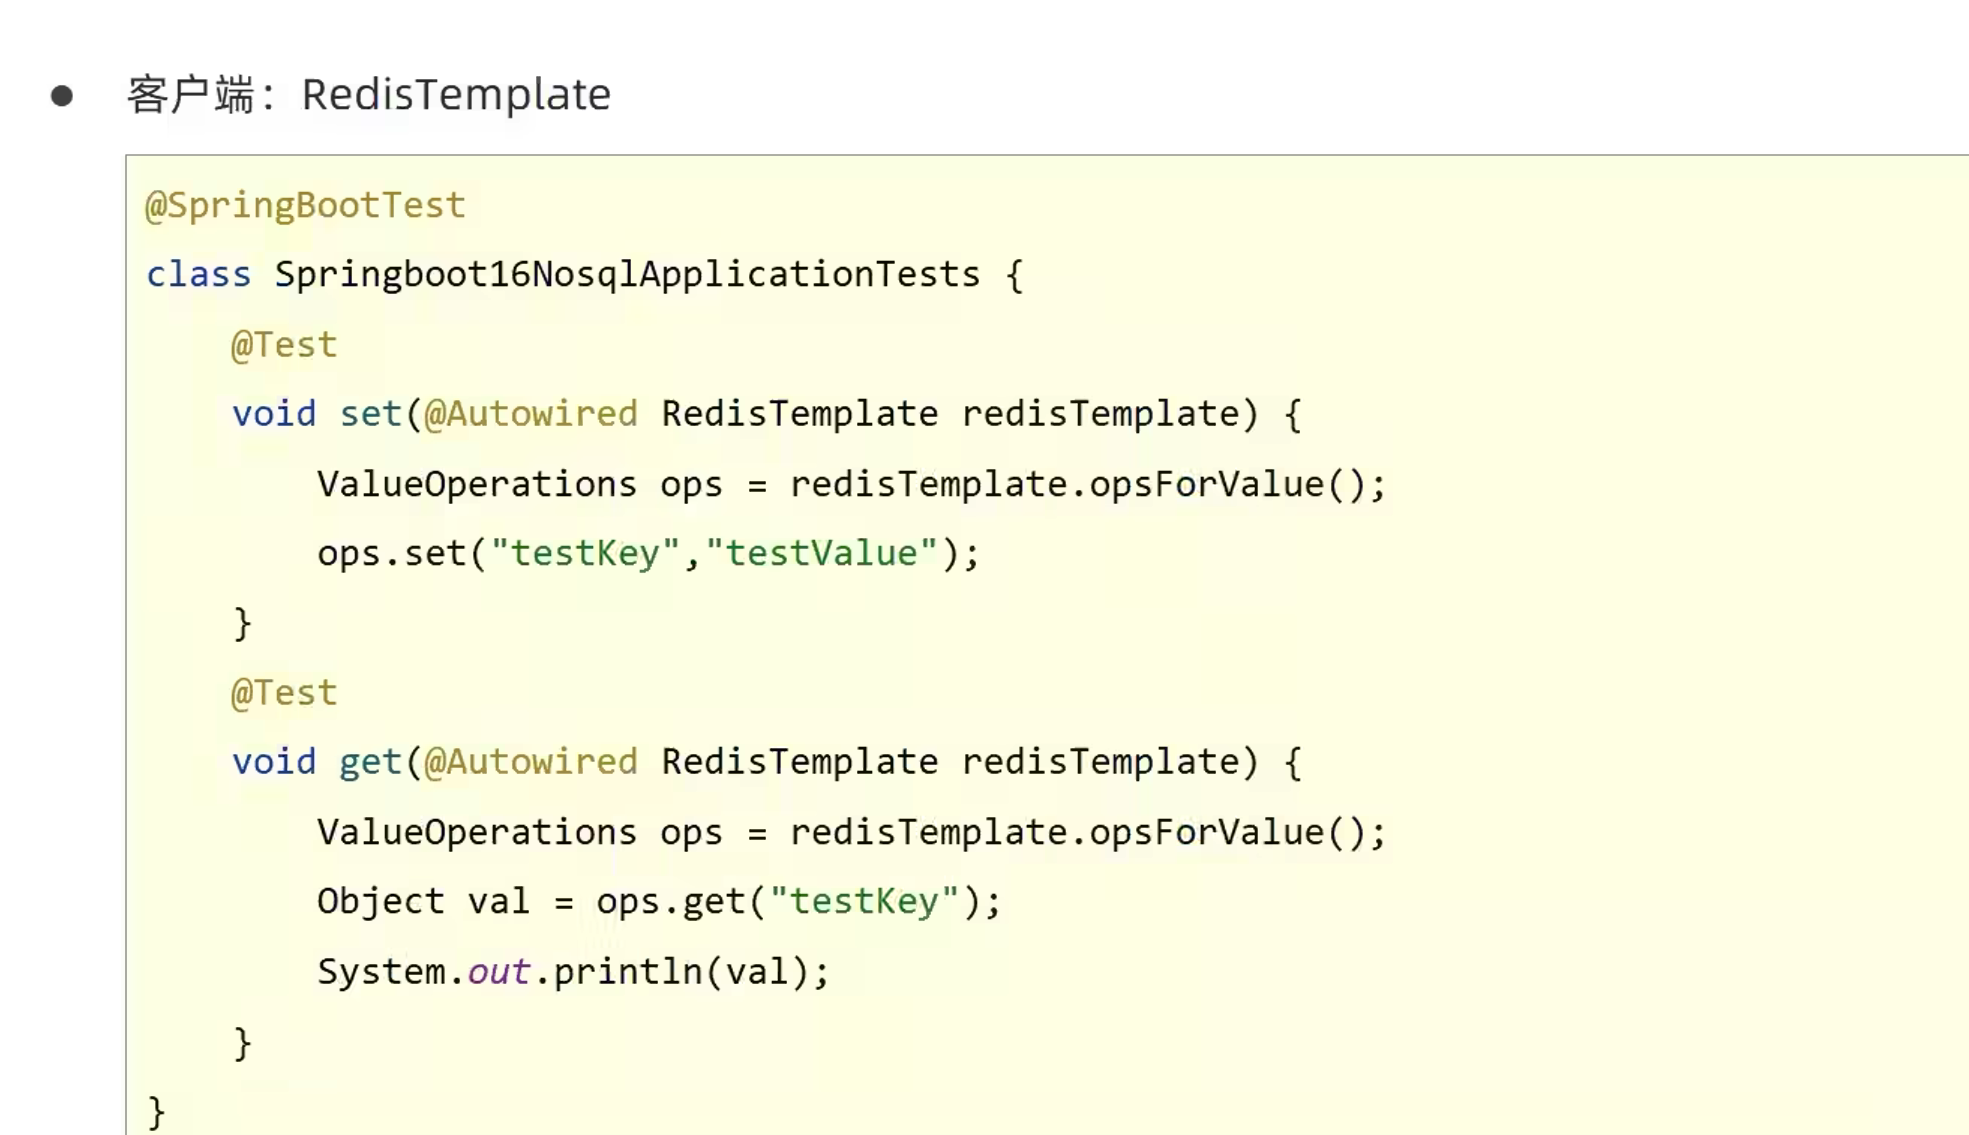 ● 客户端：RedisTemplate
@SpringBootTest
class Springboot16NosqlApplicationTests {
    @Test
    void set(@Autowired RedisTemplate redisTemplate) {
        ValueOperations ops = redisTemplate.opsForValue();
        ops.set("testKey","testValue");
    }
    @Test
    void get(@Autowired RedisTemplate redisTemplate) {
        ValueOperations ops = redisTemplate.opsForValue();
        Object val = ops.get("testKey");
        System.out.println(val);
    }
}